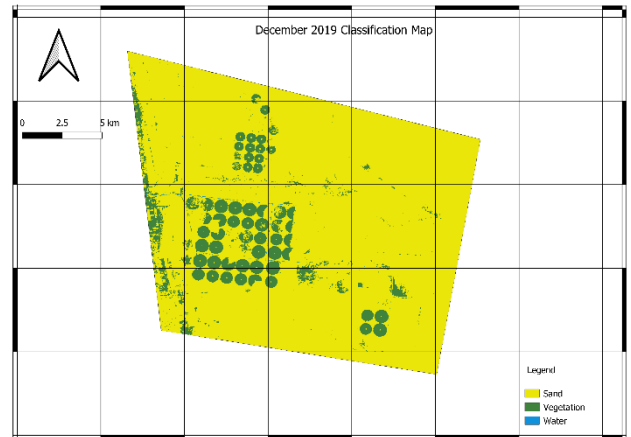 December 2019 Classification Map
0 2.5 5 km
Legend
Sand
Vegetation
Water